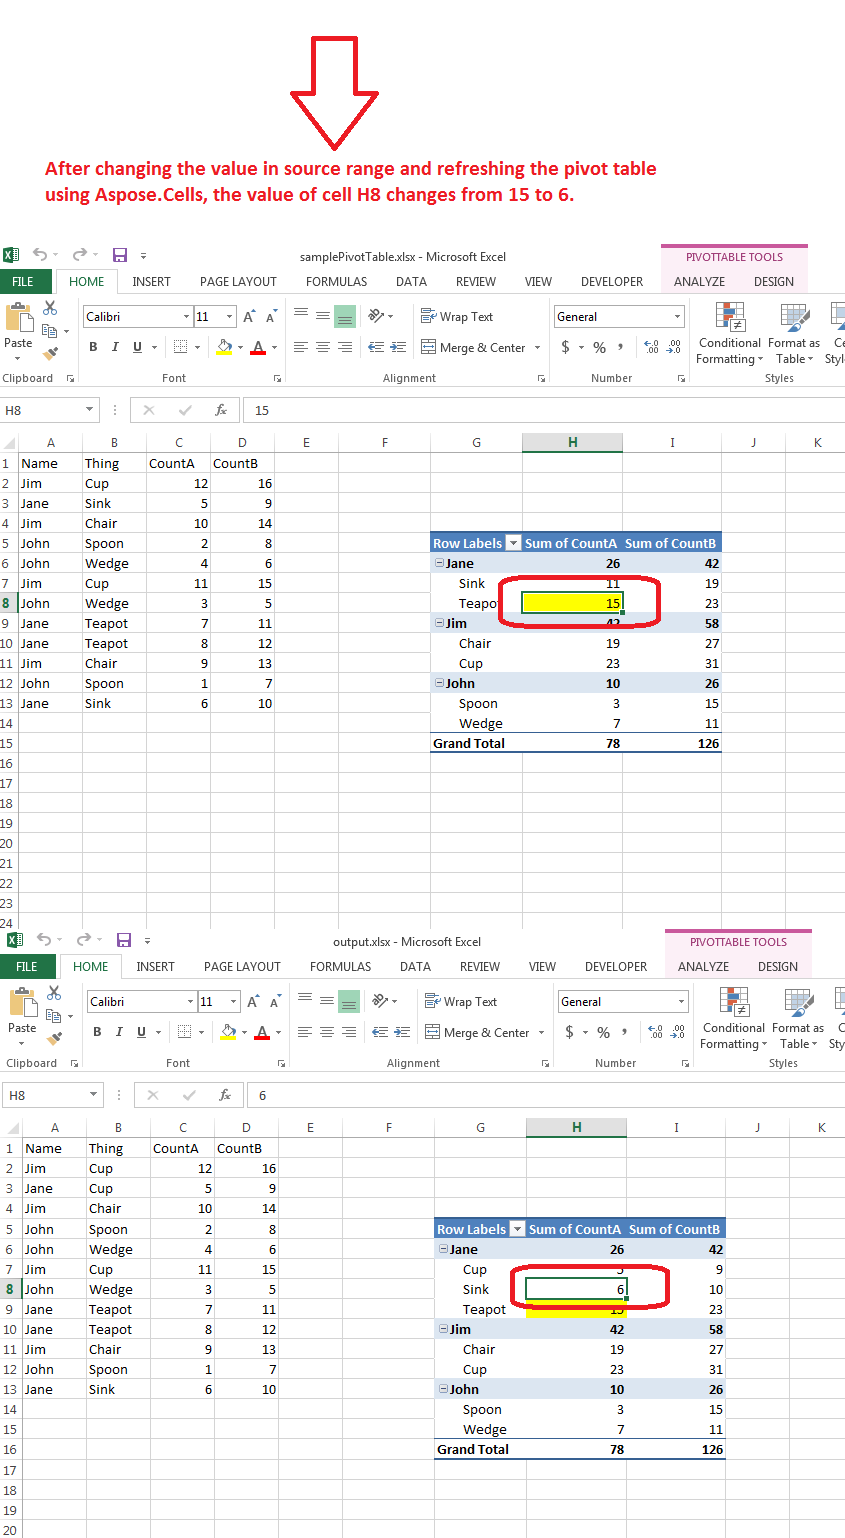 After changing the value in source range and refreshing the pivot table
using Aspose.Cells, the value of cell H8 changes from 15 to 6.
samplePivotTable.xlsx - Microsoft Excel PIVOTTABLE TOOLS
FILE HOME INSERT PAGE LAYOUT FORMULAS DATA REVIEW VIEW DEVELOPER ANALYZE DESIGN
Calibri 11 Wrap Text General
Paste B I U Merge & Center $ % , Conditional Formatting Format as Table
Clipboard Font Alignment Number Styles
H8 fx 15
A B C D E F G H I J K
1 Name Thing CountA CountB
2 Jim Cup 12 16
3 Jane Sink 5 9
4 Jim Chair 10 14
5 John Spoon 2 8 Row Labels Sum of CountA Sum of CountB
6 John Wedge 4 6 Jane 26 42
7 Jim Cup 11 15 Sink 11 19
8 John Wedge 3 5 Teapot 15 23
9 Jane Teapot 7 11 Jim 42 58
10 Jane Teapot 8 12 Chair 19 27
11 Jim Chair 9 13 Cup 23 31
12 John Spoon 1 7 John 10 26
13 Jane Sink 6 10 Spoon 3 15
14 Wedge 7 11
15 Grand Total 78 126
16
17
18
19
20
21
22
23
24
output.xlsx - Microsoft Excel PIVOTTABLE TOOLS
FILE HOME INSERT PAGE LAYOUT FORMULAS DATA REVIEW VIEW DEVELOPER ANALYZE DESIGN
Calibri 11 Wrap Text General
Paste B I U Merge & Center $ % , Conditional Formatting Format as Table
Clipboard Font Alignment Number Styles
H8 fx 6
A B C D E F G H I J K
1 Name Thing CountA CountB
2 Jim Cup 12 16
3 Jane Cup 5 9
4 Jim Chair 10 14
5 John Spoon 2 8 Row Labels Sum of CountA Sum of CountB
6 John Wedge 4 6 Jane 26 42
7 Jim Cup 11 15 Cup 5 9
8 John Wedge 3 5 Sink 6 10
9 Jane Teapot 7 11 Teapot 15 23
10 Jane Teapot 8 12 Jim 42 58
11 Jim Chair 9 13 Chair 19 27
12 John Spoon 1 7 Cup 23 31
13 Jane Sink 6 10 John 10 26
14 Spoon 3 15
15 Wedge 7 11
16 Grand Total 78 126
17
18
19
20